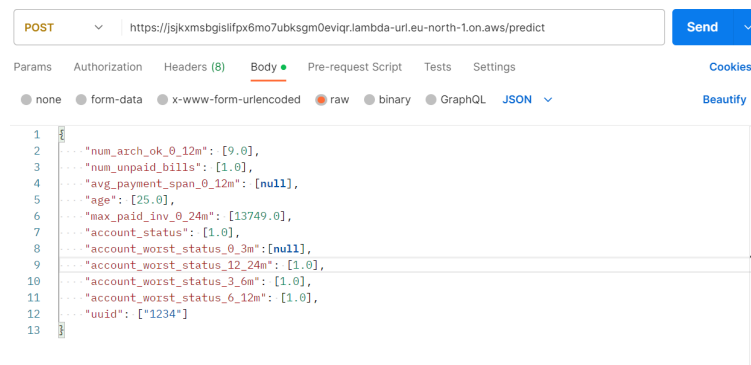 POST https://jsjkxmsbgislifpx6mo7ubksgm0eviqr.lambda-url.eu-north-1.on.aws/predict Send
Params Authorization Headers (8) Body Pre-request Script Tests Settings Cookies
none form-data x-www-form-urlencoded raw binary GraphQL JSON Beautify
1 {
2 "num_arch_ok_0_12m": [9.0],
3 "num_unpaid_bills": [1.0],
4 "avg_payment_span_0_12m": [null],
5 "age": [25.0],
6 "max_paid_inv_0_24m": [13749.0],
7 "account_status": [1.0],
8 "account_worst_status_0_3m":[null],
9 "account_worst_status_12_24m": [1.0],
10 "account_worst_status_3_6m": [1.0],
11 "account_worst_status_6_12m": [1.0],
12 "uuid": ["1234"]
13 }